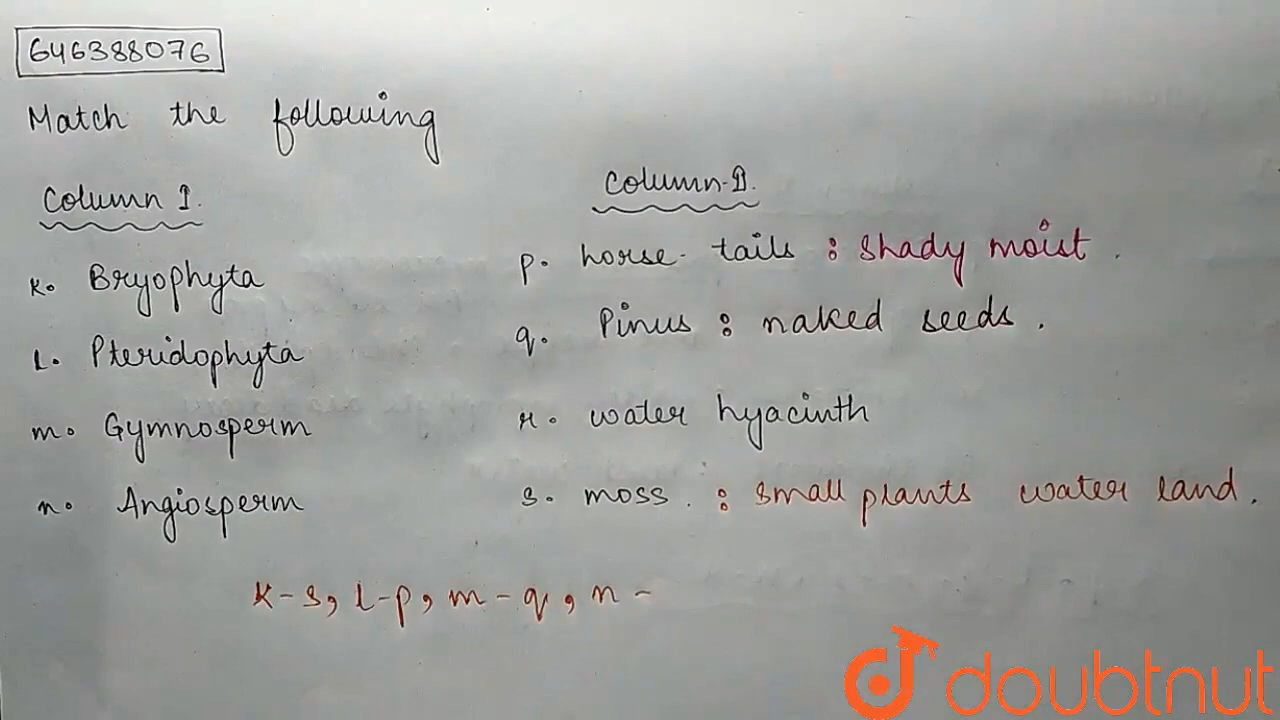 646388076
Match the following
Column I.
Column-II.
K. Bryophyta
p. horse-tails : shady moist.
L. Pteridophyta
q. Pinus : naked seeds.
m. Gymnosperm
r. water hyacinth
n. Angiosperm
s. moss. : small plants water land.
K-s, l-p, m-q, n-
doubtnut